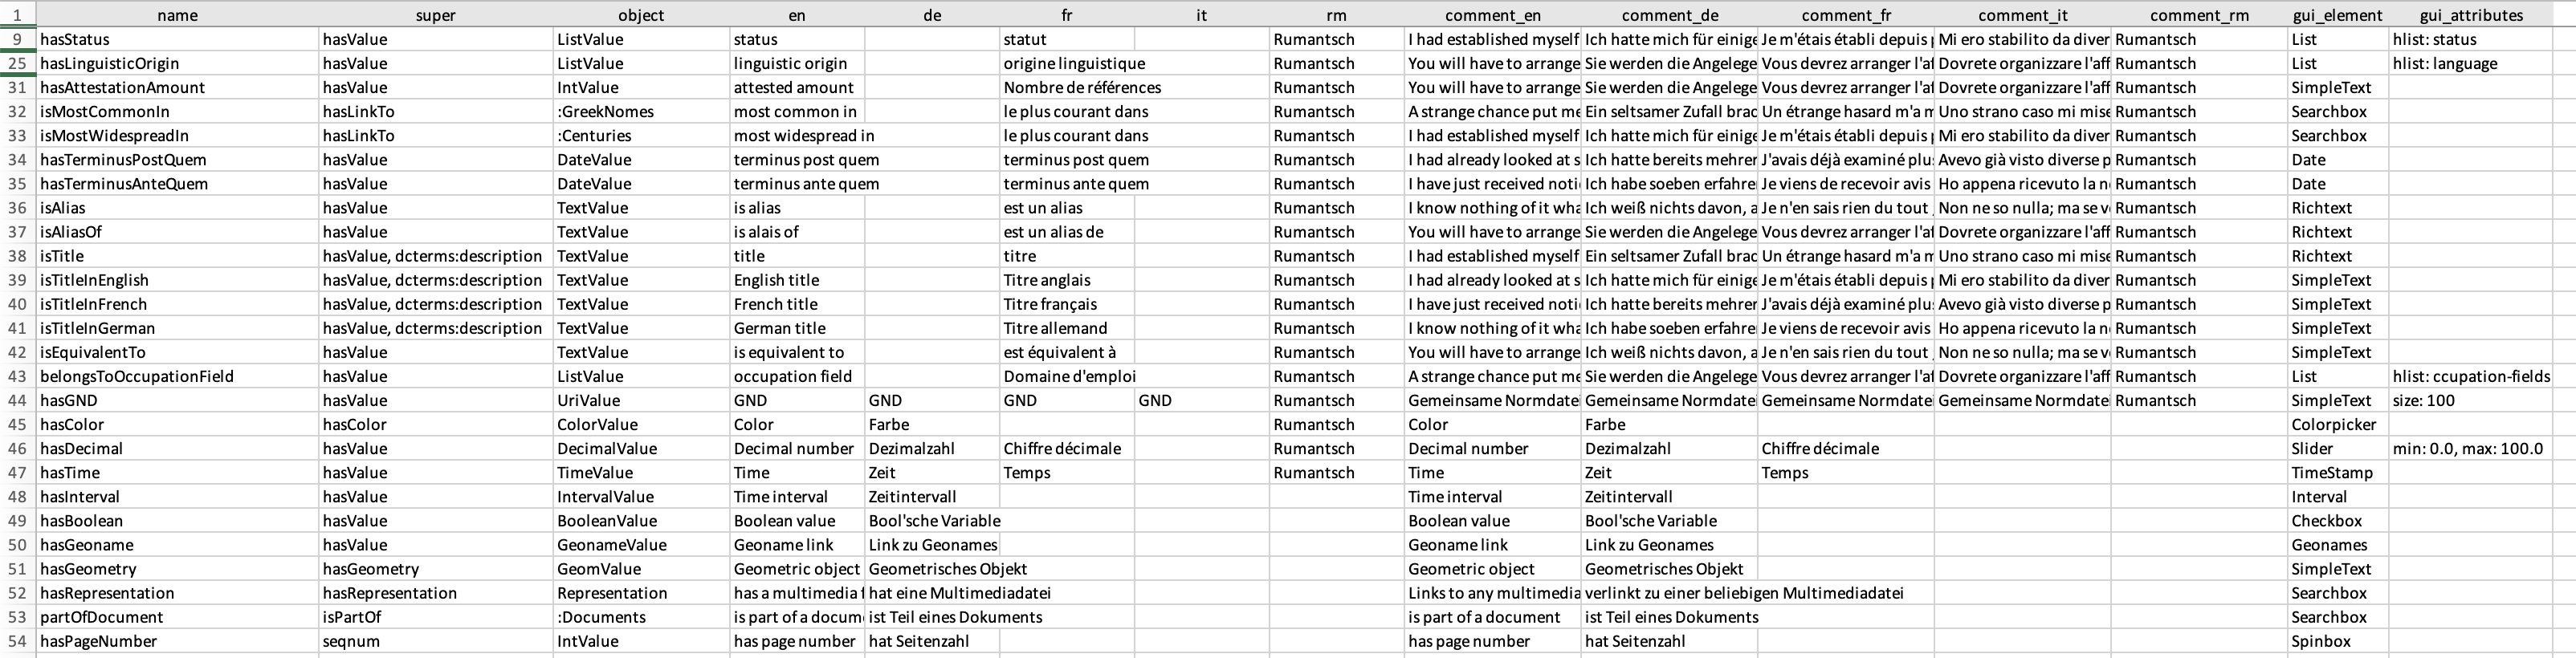 1 name super object en de fr it rm comment_en comment_de comment_fr comment_it comment_rm gui_element gui_attributes
9 hasStatus hasValue ListValue status statut Rumantsch I had established myself Ich hatte mich für einige Je m'étais établi depuis Mi ero stabilito da diver Rumantsch List hlist: status
25 hasLinguisticOrigin hasValue ListValue linguistic origin origine linguistique Rumantsch You will have to arrange Sie werden die Angelege Vous devrez arranger l'af Dovrete organizzare l'aff Rumantsch List hlist: language
31 hasAttestationAmount hasValue IntValue attested amount Nombre de références Rumantsch You will have to arrange Sie werden die Angelege Vous devrez arranger l'af Dovrete organizzare l'aff Rumantsch SimpleText
32 isMostCommonIn hasLinkTo :GreekNomes most common in le plus courant dans Rumantsch A strange chance put me Ein seltsamer Zufall brac Un étrange hasard m'a m Uno strano caso mi mise Rumantsch Searchbox
33 isMostWidespreadIn hasLinkTo :Centuries most widespread in le plus courant dans Rumantsch I had established myself Ich hatte mich für einige Je m'étais établi depuis Mi ero stabilito da diver Rumantsch Searchbox
34 hasTerminusPostQuem hasValue DateValue terminus post quem terminus post quem Rumantsch I had already looked at s Ich hatte bereits mehrer J'avais déjà examiné plu Avevo già visto diverse p Rumantsch Date
35 hasTerminusAnteQuem hasValue DateValue terminus ante quem terminus ante quem Rumantsch I have just received noti Ich habe soeben erfahre Je viens de recevoir avis Ho appena ricevuto la n Rumantsch Date
36 isAlias hasValue TextValue is alias est un alias Rumantsch I know nothing of it wha Ich weiß nichts davon, a Je n'en sais rien du tout Non ne so nulla; ma se v Rumantsch Richtext
37 isAliasOf hasValue TextValue is alais of est un alias de Rumantsch You will have to arrange Sie werden die Angelege Vous devrez arranger l'af Dovrete organizzare l'aff Rumantsch Richtext
38 isTitle hasValue, dcterms:description TextValue title titre Rumantsch I had established myself Ein seltsamer Zufall brac Un étrange hasard m'a m Uno strano caso mi mise Rumantsch Richtext
39 isTitleInEnglish hasValue, dcterms:description TextValue English title Titre anglais Rumantsch I had already looked at s Ich hatte mich für einige Je m'étais établi depuis Mi ero stabilito da diver Rumantsch SimpleText
40 isTitleInFrench hasValue, dcterms:description TextValue French title Titre français Rumantsch I have just received noti Ich hatte bereits mehrer J'avais déjà examiné plu Avevo già visto diverse p Rumantsch SimpleText
41 isTitleInGerman hasValue, dcterms:description TextValue German title Titre allemand Rumantsch I know nothing of it wha Ich habe soeben erfahre Je viens de recevoir avis Ho appena ricevuto la n Rumantsch SimpleText
42 isEquivalentTo hasValue TextValue is equivalent to est équivalent à Rumantsch You will have to arrange Ich weiß nichts davon, a Je n'en sais rien du tout Non ne so nulla; ma se v Rumantsch SimpleText
43 belongsToOccupationField hasValue ListValue occupation field Domaine d'emploi Rumantsch A strange chance put me Sie werden die Angelege Vous devrez arranger l'af Dovrete organizzare l'aff Rumantsch List hlist: ccupation-fields
44 hasGND hasValue UriValue GND GND GND GND Rumantsch Gemeinsame Normdate Gemeinsame Normdate Gemeinsame Normdate Gemeinsame Normdate Rumantsch SimpleText size: 100
45 hasColor hasColor ColorValue Color Farbe Rumantsch Color Farbe Colorpicker
46 hasDecimal hasValue DecimalValue Decimal number Dezimalzahl Chiffre décimale Rumantsch Decimal number Dezimalzahl Chiffre décimale Slider min: 0.0, max: 100.0
47 hasTime hasValue TimeValue Time Zeit Temps Rumantsch Time Zeit Temps TimeStamp
48 hasInterval hasValue IntervalValue Time interval Zeitintervall Time interval Zeitintervall Interval
49 hasBoolean hasValue BooleanValue Boolean value Bool'sche Variable Boolean value Bool'sche Variable Checkbox
50 hasGeoname hasValue GeonameValue Geoname link Link zu Geonames Geoname link Link zu Geonames Geonames
51 hasGeometry hasGeometry GeomValue Geometric object Geometrisches Objekt Geometric object Geometrisches Objekt SimpleText
52 hasRepresentation hasRepresentation Representation has a multimedia f hat eine Multimediadatei Links to any multimedia verlinkt zu einer beliebigen Multimediadatei Searchbox
53 partOfDocument isPartOf :Documents is part of a docum ist Teil eines Dokuments is part of a document ist Teil eines Dokuments Searchbox
54 hasPageNumber seqnum IntValue has page number hat Seitenzahl has page number hat Seitenzahl Spinbox